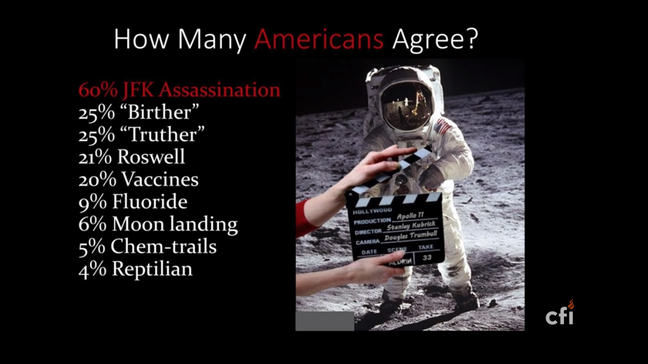 How Many Americans Agree?
60% JFK Assassination
25% “Birther”
25% “Truther”
21% Roswell
20% Vaccines
9% Fluoride
6% Moon landing
5% Chem-trails
4% Reptilian
HOLLYWOOD
PRODUCTION Apollo 11
DIRECTOR Stanley Kubrick
CAMERA Douglas Trumbull
DATE SCENE TAKE
33
cfi